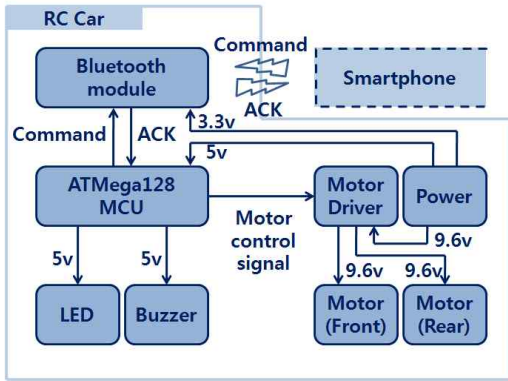 RC Car
Bluetooth
module
Command
ACK
Smartphone
Command
ACK
3.3v
5v
ATMega128
MCU
Motor
control
signal
Motor
Driver
Power
9.6v
5v
5v
9.6v
9.6v
LED
Buzzer
Motor
(Front)
Motor
(Rear)